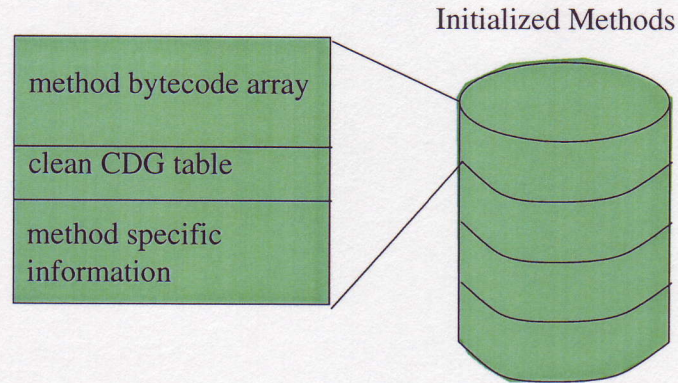 Initialized Methods
method bytecode array
clean CDG table
method specific
information